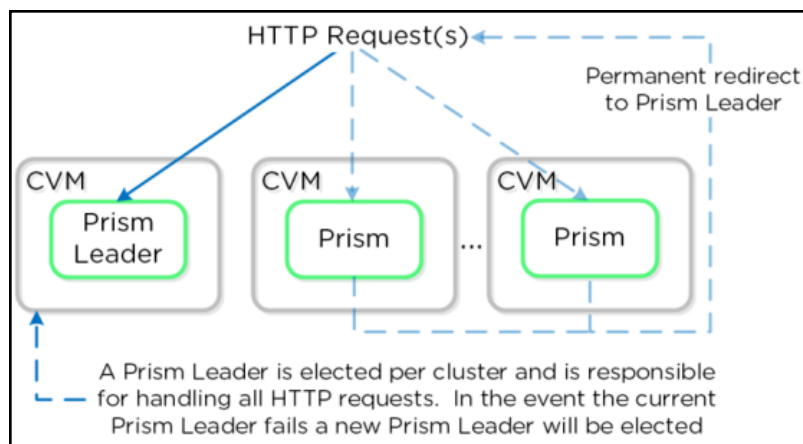 HTTP Request(s)
Permanent redirect
to Prism Leader
CVM
Prism
Leader
CVM
Prism
...
CVM
Prism
A Prism Leader is elected per cluster and is responsible
for handling all HTTP requests. In the event the current
Prism Leader fails a new Prism Leader will be elected